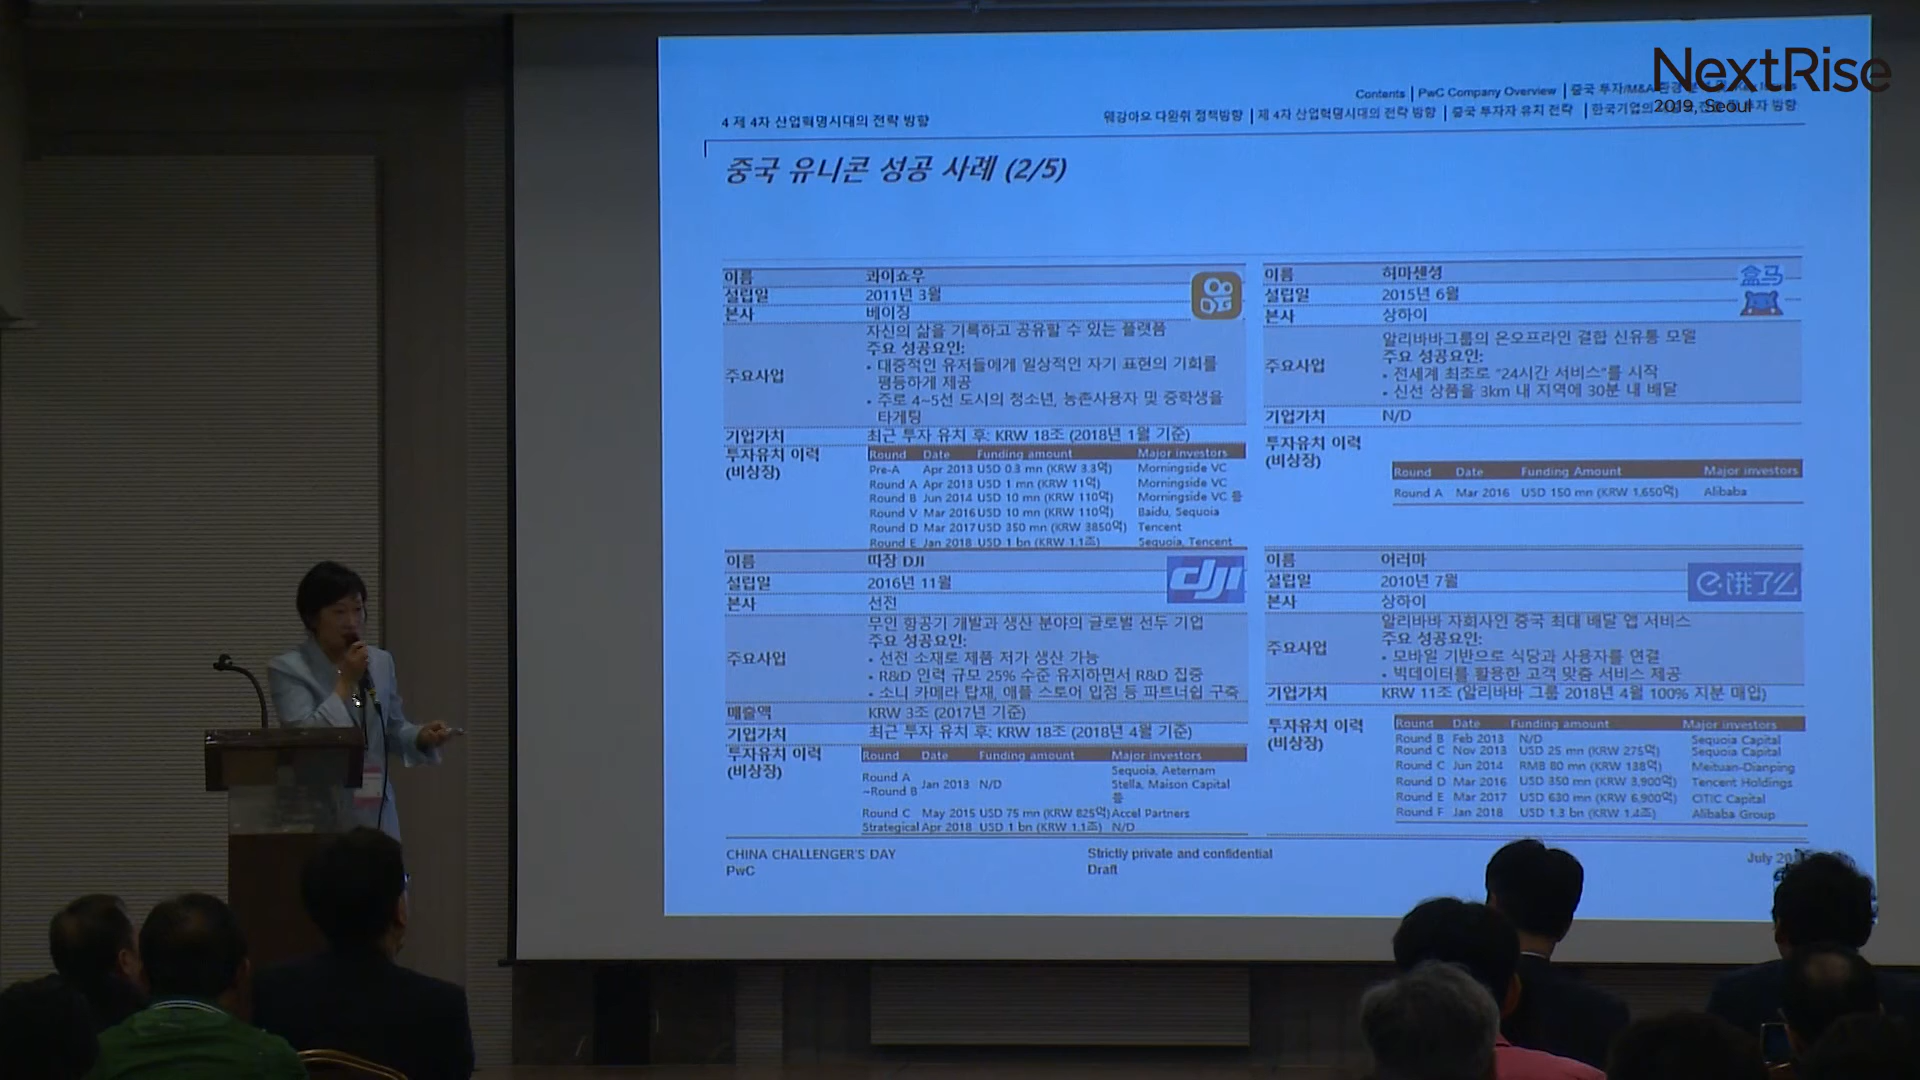 NextRise
2019, Seoul
Contents | PwC Company Overview | 중국 투자/M&A
4 제 4차 산업혁명시대의 전략 방향
웨강아오 다완취 정책방향 | 제 4차 산업혁명시대의 전략 방향 | 중국 투자자 유치 전략 | 한국기업의 투자 방향
중국 유니콘 성공 사례 (2/5)
이름 콰이쇼우
설립일 2011년 3월
본사 베이징
주요사업
자신의 삶을 기록하고 공유할 수 있는 플랫폼
주요 성공요인:
• 대중적인 유저들에게 일상적인 자기 표현의 기회를
평등하게 제공
• 주로 4~5선 도시의 청소년, 농촌사용자 및 중학생을
타게팅
기업가치 최근 투자 유치 후: KRW 18조 (2018년 1월 기준)
투자유치 이력
(비상장)
Round Date Funding amount Major investors
Pre-A Apr 2013 USD 0.3 mn (KRW 3.3억) Morningside VC
Round A Apr 2013 USD 1 mn (KRW 11억) Morningside VC
Round B Jun 2014 USD 10 mn (KRW 110억) Morningside VC 등
Round V Mar 2016 USD 10 mn (KRW 110억) Baidu, Sequoia
Round D Mar 2017 USD 350 mn (KRW 3850억) Tencent
Round E Jan 2018 USD 1 bn (KRW 1.1조) Sequoia, Tencent
이름 허마센셩
盒马
설립일 2015년 6월
본사 상하이
주요사업
알리바바그룹의 온오프라인 결합 신유통 모델
주요 성공요인:
• 전세계 최초로 "24시간 서비스"를 시작
• 신선 상품을 3km 내 지역에 30분 내 배달
기업가치 N/D
투자유치 이력
(비상장)
Round Date Funding Amount Major investors
Round A Mar 2016 USD 150 mn (KRW 1,650억) Alibaba
이름 따장 DJI
dji
설립일 2016년 11월
본사 선전
주요사업
무인 항공기 개발과 생산 분야의 글로벌 선두 기업
주요 성공요인:
• 선전 소재로 제품 저가 생산 가능
• R&D 인력 규모 25% 수준 유지하면서 R&D 집중
• 소니 카메라 탑재, 애플 스토어 입점 등 파트너쉽 구축
매출액 KRW 3조 (2017년 기준)
기업가치 최근 투자 유치 후: KRW 18조 (2018년 4월 기준)
투자유치 이력
(비상장)
Round Date Funding amount Major investors
Round A
~Round B Jan 2013 N/D Sequoia, Aeternam
Stella, Maison Capital
등
Round C May 2015 USD 75 mn (KRW 825억) Accel Partners
Strategical Apr 2018 USD 1 bn (KRW 1.1조) N/D
이름 어러마
饿了么
설립일 2010년 7월
본사 상하이
주요사업
알리바바 자회사인 중국 최대 배달 앱 서비스
주요 성공요인:
• 모바일 기반으로 식당과 사용자를 연결
• 빅데이터를 활용한 고객 맞춤 서비스 제공
기업가치 KRW 11조 (알리바바 그룹 2018년 4월 100% 지분 매입)
투자유치 이력
(비상장)
Round Date Funding amount Major investors
Round B Feb 2013 N/D Sequoia Capital
Round C Nov 2013 USD 25 mn (KRW 275억) Sequoia Capital
Round C Jun 2014 RMB 80 mn (KRW 138억) Meituan-Dianping
Round D Mar 2016 USD 350 mn (KRW 3,900억) Tencent Holdings
Round E Mar 2017 USD 630 mn (KRW 6,900억) CITIC Capital
Round F Jan 2018 USD 1.3 bn (KRW 1.4조) Alibaba Group
CHINA CHALLENGER'S DAY
PwC
Strictly private and confidential
Draft
July